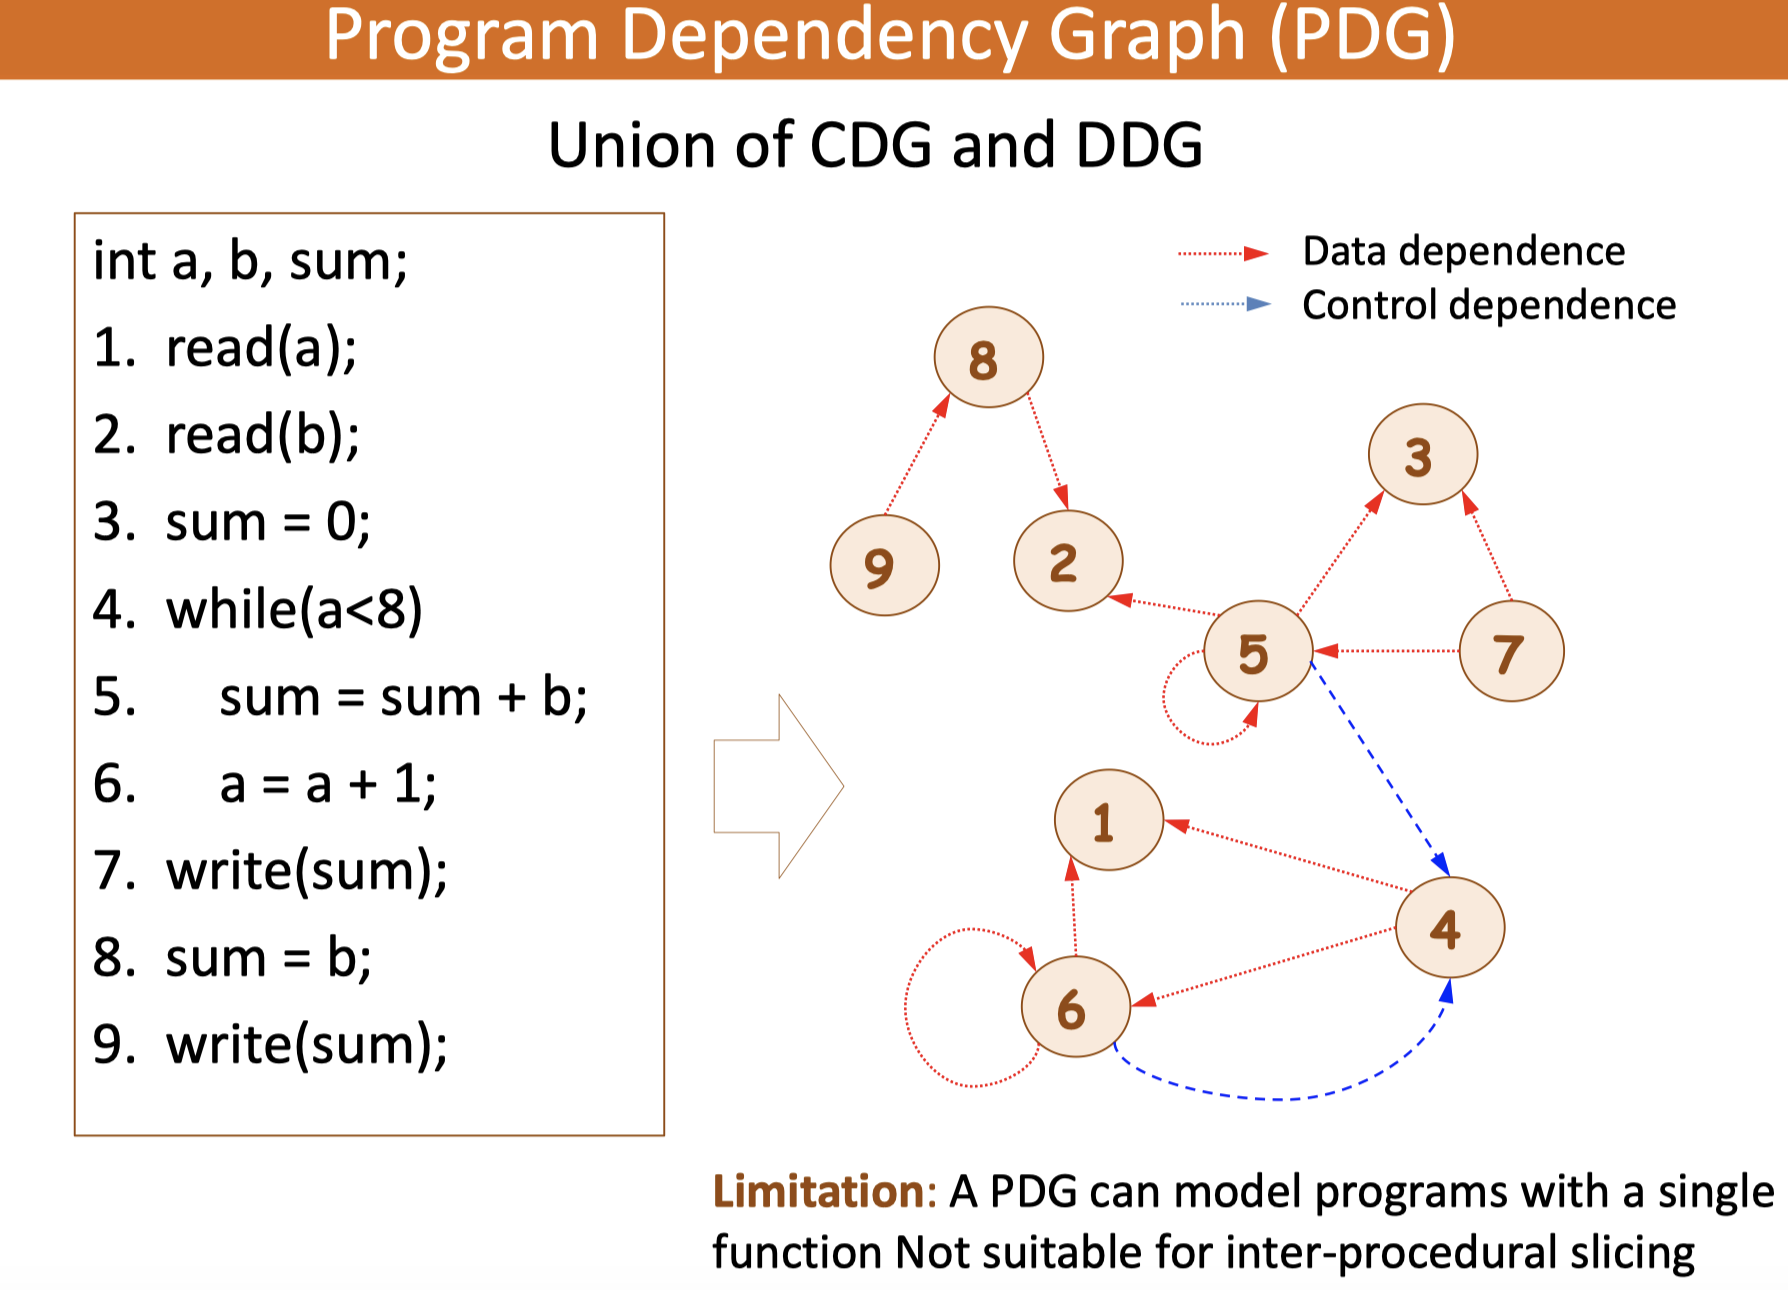 Program Dependency Graph (PDG)
Union of CDG and DDG
int a, b, sum;
1. read(a);
2. read(b);
3. sum = 0;
4. while(a<8)
5. sum = sum + b;
6. a = a + 1;
7. write(sum);
8. sum = b;
9. write(sum);
Data dependence
Control dependence
8
3
9
2
5
7
1
4
6
Limitation: A PDG can model programs with a single
function Not suitable for inter-procedural slicing